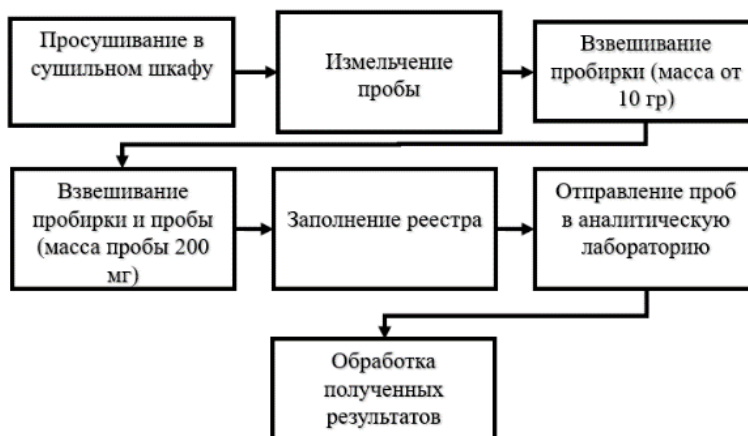 Просушивание в
сушильном шкафу
Измельчение
пробы
Взвешивание
пробирки (масса от
10 гр)
Взвешивание
пробирки и пробы
(масса пробы 200
мг)
Заполнение реестра
Отправление проб
в аналитическую
лабораторию
Обработка
полученных
результатов